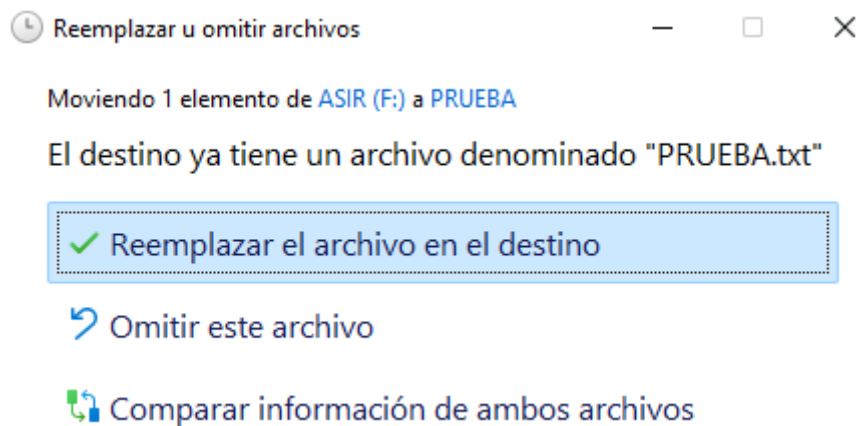 Reemplazar u omitir archivos
Moviendo 1 elemento de ASIR (F:) a PRUEBA
El destino ya tiene un archivo denominado "PRUEBA.txt"
Reemplazar el archivo en el destino
Omitir este archivo
Comparar información de ambos archivos